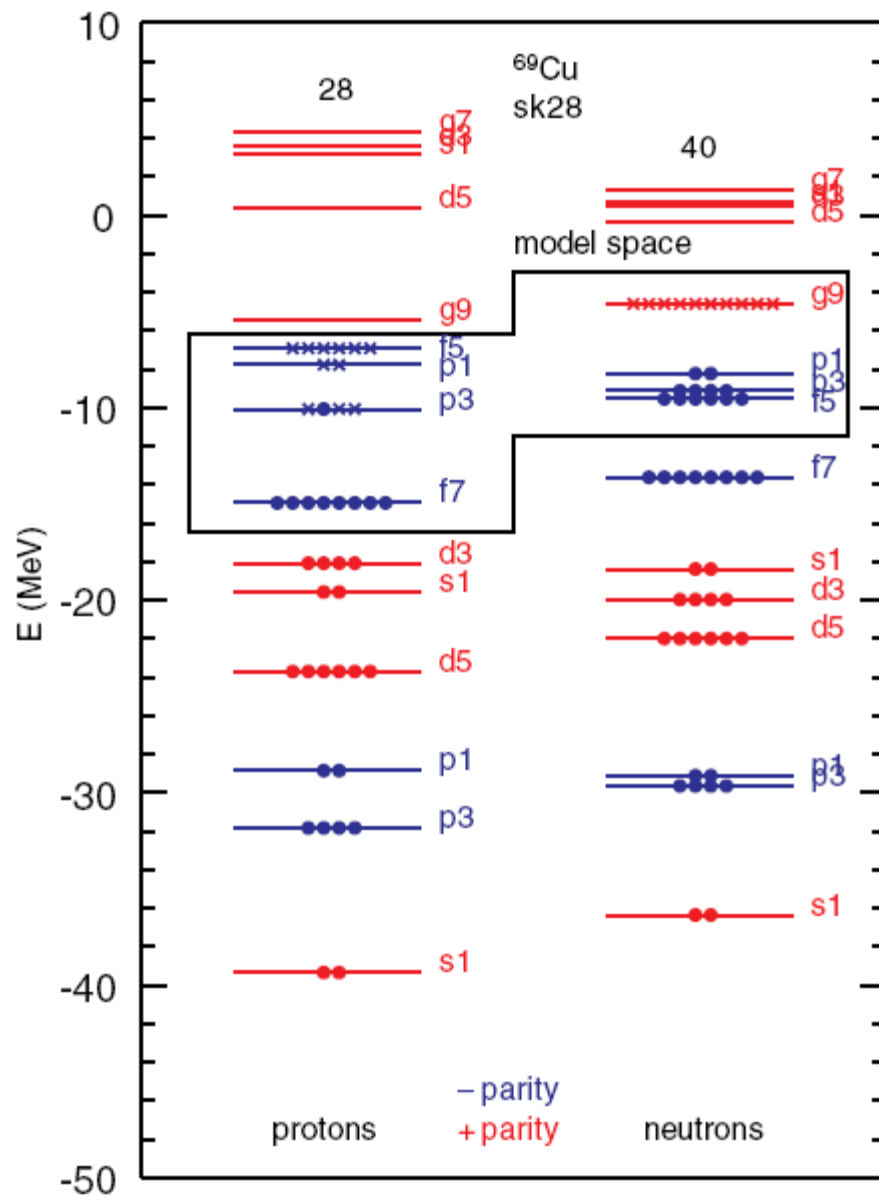 10
0
-10
-20
-30
-40
-50
E (MeV)
⁶⁹Cu
sk28
28
40
model space
g7
s1
d5
g9
f5
p1
p3
f7
d3
s1
d5
p1
p3
s1
g7
d5
g9
p1
p3
f5
f7
s1
d3
d5
p1
p3
s1
– parity
+ parity
protons
neutrons